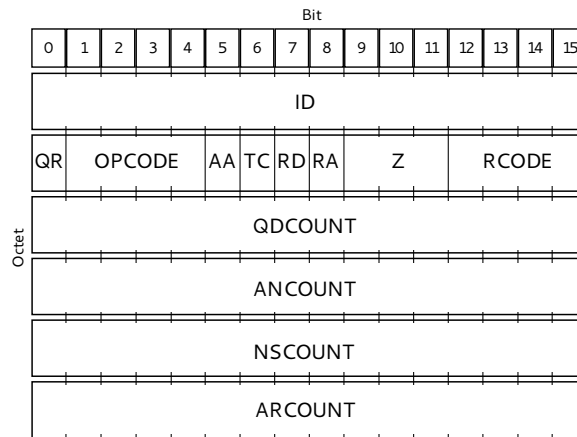 Bit
0 1 2 3 4 5 6 7 8 9 10 11 12 13 14 15
ID
QR OPCODE AA TC RD RA Z RCODE
QDCOUNT
Octet
ANCOUNT
NSCOUNT
ARCOUNT